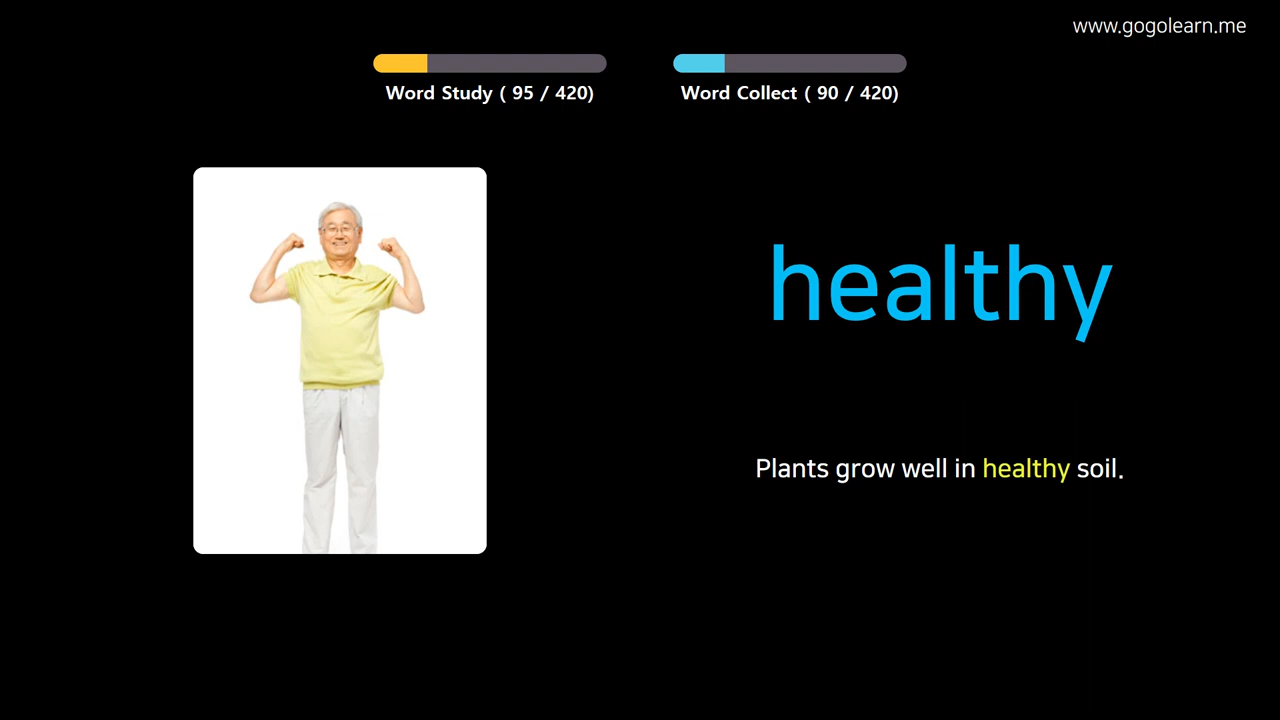 www.gogolearn.me
Word Study ( 95 / 420)
Word Collect ( 90 / 420)
healthy
Plants grow well in healthy soil.